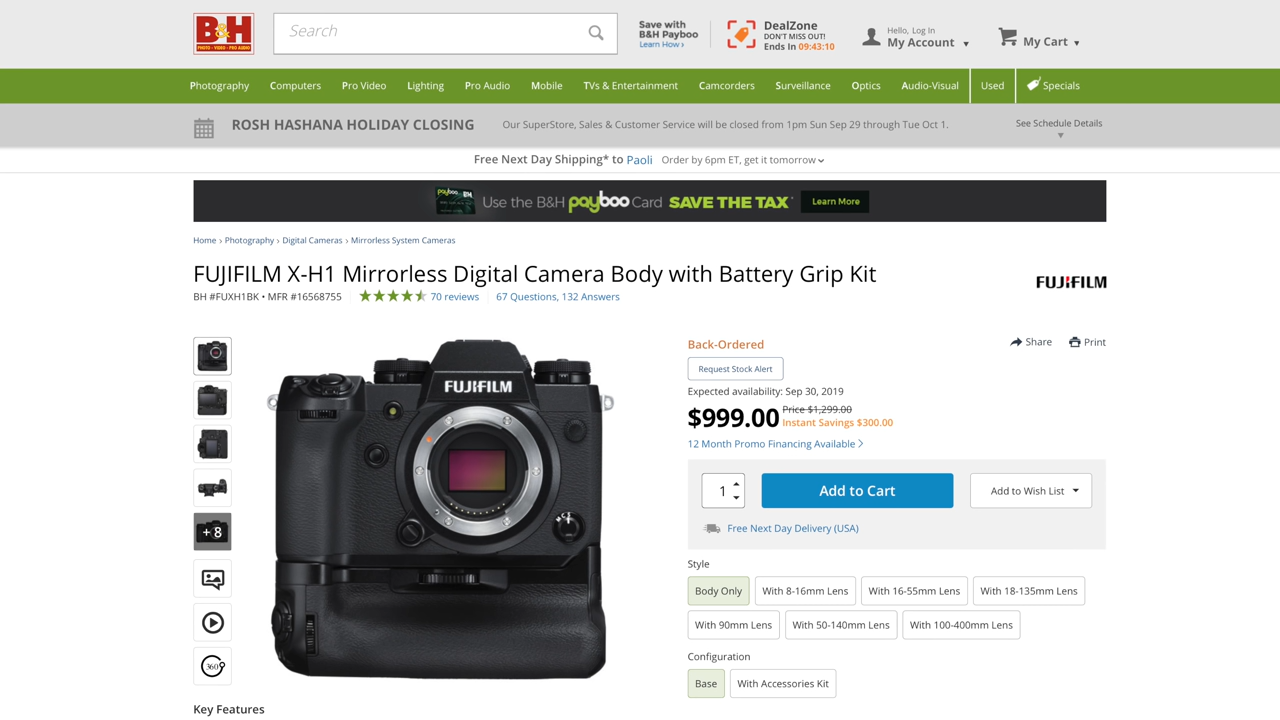 B&H
PHOTO • VIDEO • PRO AUDIO
Search
Save with
B&H Payboo
Learn How ›
DealZone
DON'T MISS OUT!
Ends In 09:43:10
Hello, Log In
My Account
My Cart
Photography Computers Pro Video Lighting Pro Audio Mobile TVs & Entertainment Camcorders Surveillance Optics Audio-Visual Used Specials
ROSH HASHANA HOLIDAY CLOSING Our SuperStore, Sales & Customer Service will be closed from 1pm Sun Sep 29 through Tue Oct 1. See Schedule Details
Free Next Day Shipping* to Paoli Order by 6pm ET, get it tomorrow
payboo B&H Use the B&H payboo Card SAVE THE TAX* Learn More
Home › Photography › Digital Cameras › Mirrorless System Cameras
FUJIFILM X-H1 Mirrorless Digital Camera Body with Battery Grip Kit
FUJIFILM
BH #FUXH1BK • MFR #16568755 70 reviews 67 Questions, 132 Answers
Back-Ordered
Share Print
Request Stock Alert
Expected availability: Sep 30, 2019
$999.00 Price $1,299.00
Instant Savings $300.00
12 Month Promo Financing Available
FUJIFILM
1 Add to Cart Add to Wish List
Free Next Day Delivery (USA)
+ 8
360°
Style
Body Only With 8-16mm Lens With 16-55mm Lens With 18-135mm Lens
With 90mm Lens With 50-140mm Lens With 100-400mm Lens
Configuration
Base With Accessories Kit
Key Features